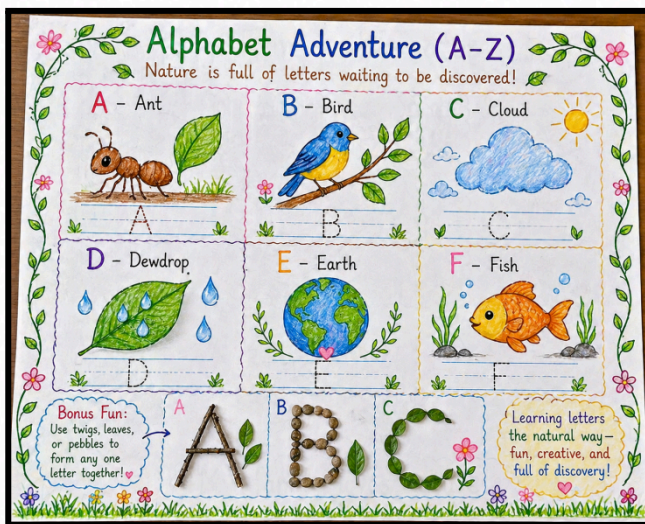 Alphabet Adventure (A-Z)
Nature is full of letters waiting to be discovered!
A - Ant
A
B - Bird
B
C - Cloud
C
D - Dewdrop
D
E - Earth
E
F - Fish
F
Bonus Fun:
Use twigs, leaves,
or pebbles to
form any one
letter together!
A
A
B
B
C
C
Learning letters
the natural way—
fun, creative, and
full of discovery!